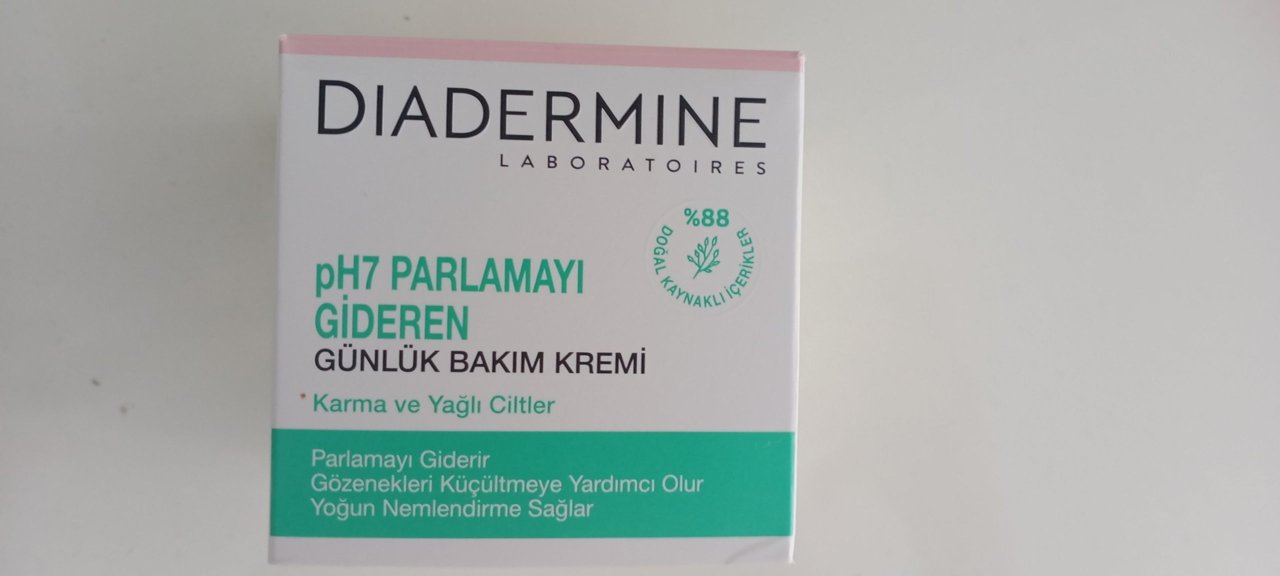 DIADERMINE
LABORATOIRES
%88
DOĞAL KAYNAKLI İÇERİKLER
pH7 PARLAMAYI
GİDEREN
GÜNLÜK BAKIM KREMİ
Karma ve Yağlı Ciltler
Parlamayı Giderir
Gözenekleri Küçültmeye Yardımcı Olur
Yoğun Nemlendirme Sağlar